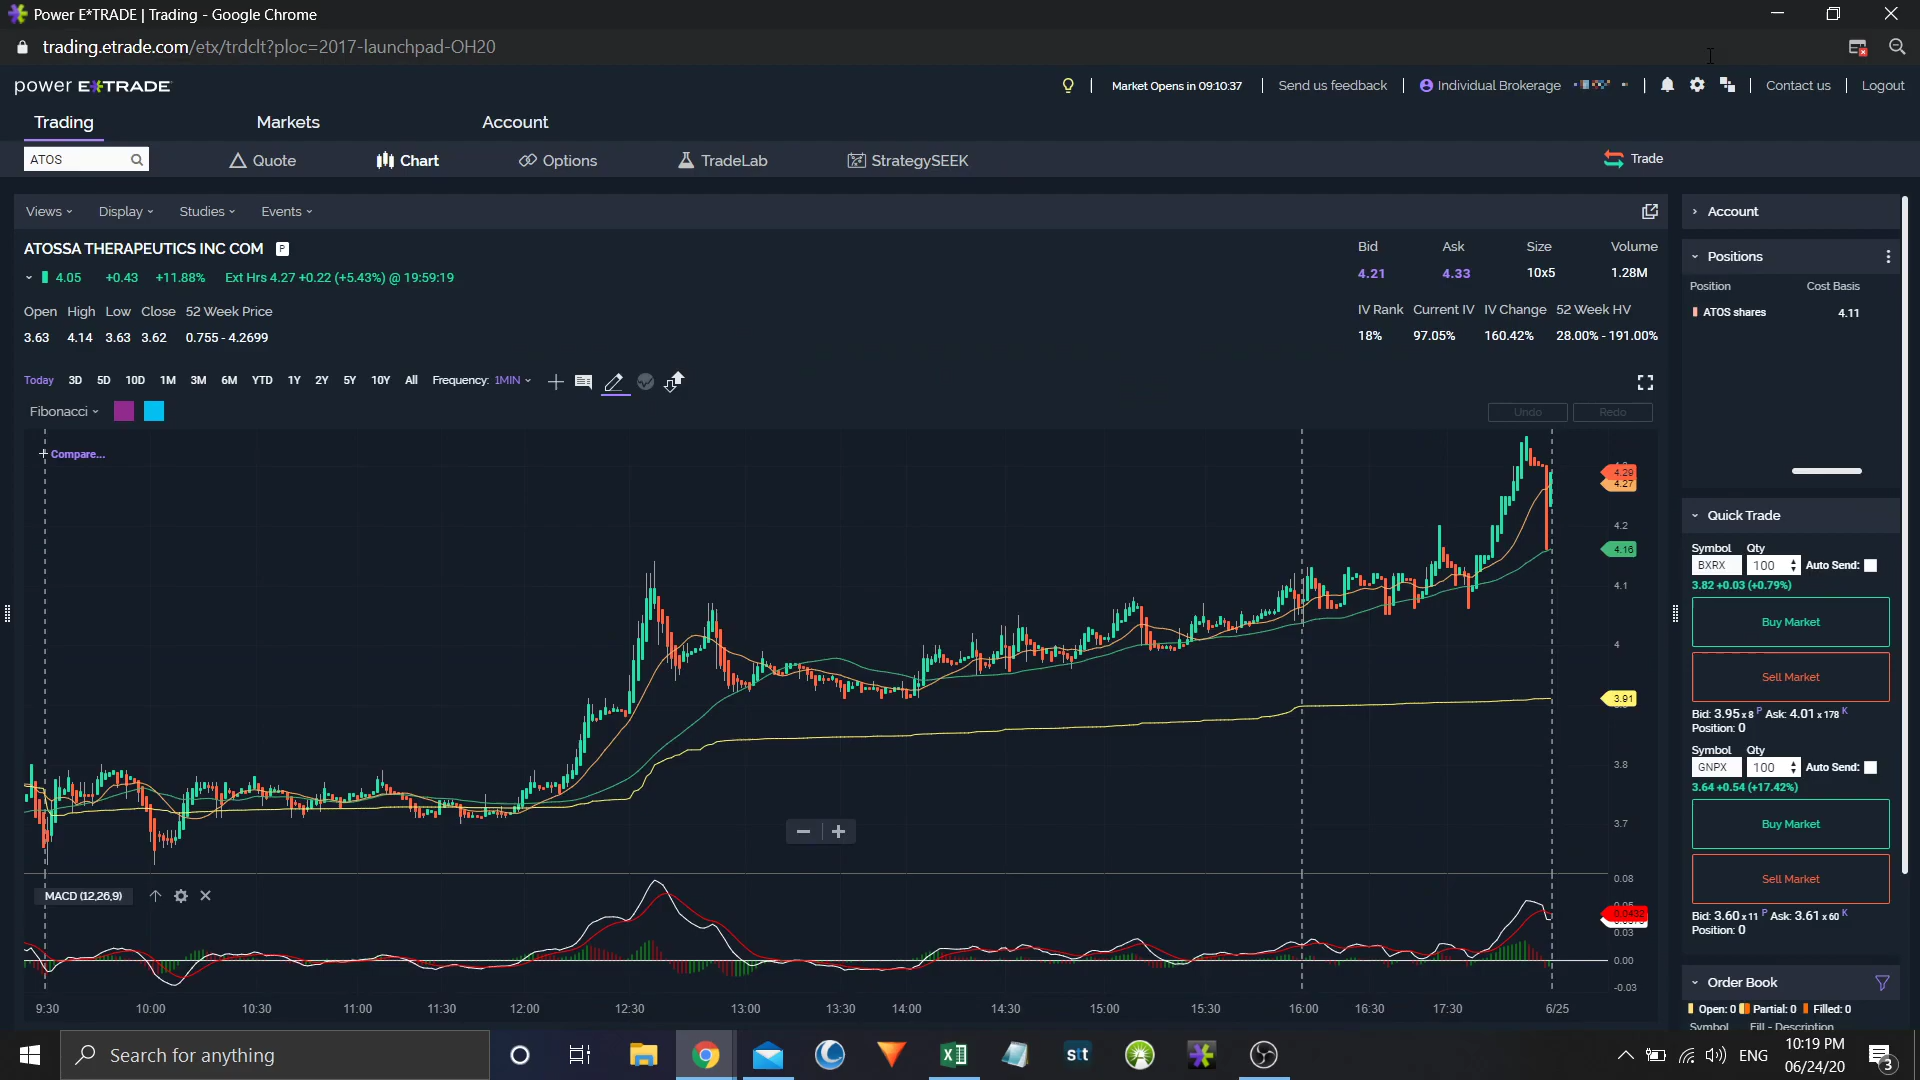 Power E*TRADE | Trading - Google Chrome
trading.etrade.com/etx/trdclt?ploc=2017-launchpad-OH20
power E*TRADE
Market Opens in 09:10:37
Send us feedback
Individual Brokerage
Contact us
Logout
Trading
Markets
Account
ATOS
Quote
Chart
Options
TradeLab
StrategySEEK
Trade
Views
Display
Studies
Events
ATOSSA THERAPEUTICS INC COM P
4.05 +0.43 +11.88% Ext Hrs 4.27 +0.22 (+5.43%) @ 19:59:19
Open High Low Close 52 Week Price
3.63 4.14 3.63 3.62 0.755 - 4.2699
Bid Ask Size Volume
4.21 4.33 10x5 1.28M
IV Rank Current IV IV Change 52 Week HV
18% 97.05% 160.42% 28.00% - 191.00%
Today 3D 5D 10D 1M 3M 6M YTD 1Y 2Y 5Y 10Y All Frequency: 1MIN
Fibonacci
Undo Redo
Compare...
4.29
4.27
4.2
4.16
4.1
4
3.91
3.8
3.7
MACD (12,26,9)
0.08
0.05
0.03
0.00
-0.03
9:30 10:00 10:30 11:00 11:30 12:00 12:30 13:00 13:30 14:00 14:30 15:00 15:30 16:00 16:30 17:30 6/25
Account
Positions
Position Cost Basis
ATOS shares 4.11
Quick Trade
Symbol Qty
BXRX 100 Auto Send:
3.82 +0.03 (+0.79%)
Buy Market
Sell Market
Bid: 3.95 x 8 P Ask: 4.01 x 178 K
Position: 0
Symbol Qty
GNPX 100 Auto Send:
3.64 +0.54 (+17.42%)
Buy Market
Sell Market
Bid: 3.60 x 11 P Ask: 3.61 x 60 K
Position: 0
Order Book
Open: 0 Partial: 0 Filled: 0
Symbol Fill - Description
Search for anything
stt
ENG
10:19 PM
06/24/20
3